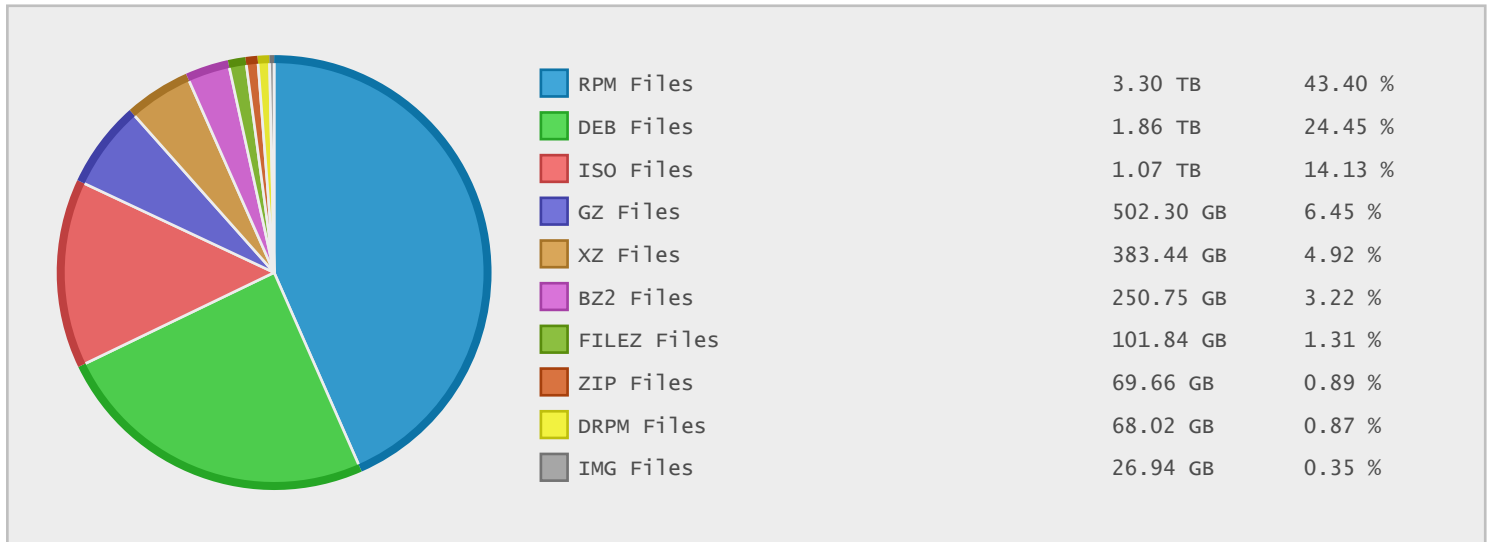 RPM Files 3.30 TB 43.40 %
DEB Files 1.86 TB 24.45 %
ISO Files 1.07 TB 14.13 %
GZ Files 502.30 GB 6.45 %
XZ Files 383.44 GB 4.92 %
BZ2 Files 250.75 GB 3.22 %
FILEZ Files 101.84 GB 1.31 %
ZIP Files 69.66 GB 0.89 %
DRPM Files 68.02 GB 0.87 %
IMG Files 26.94 GB 0.35 %